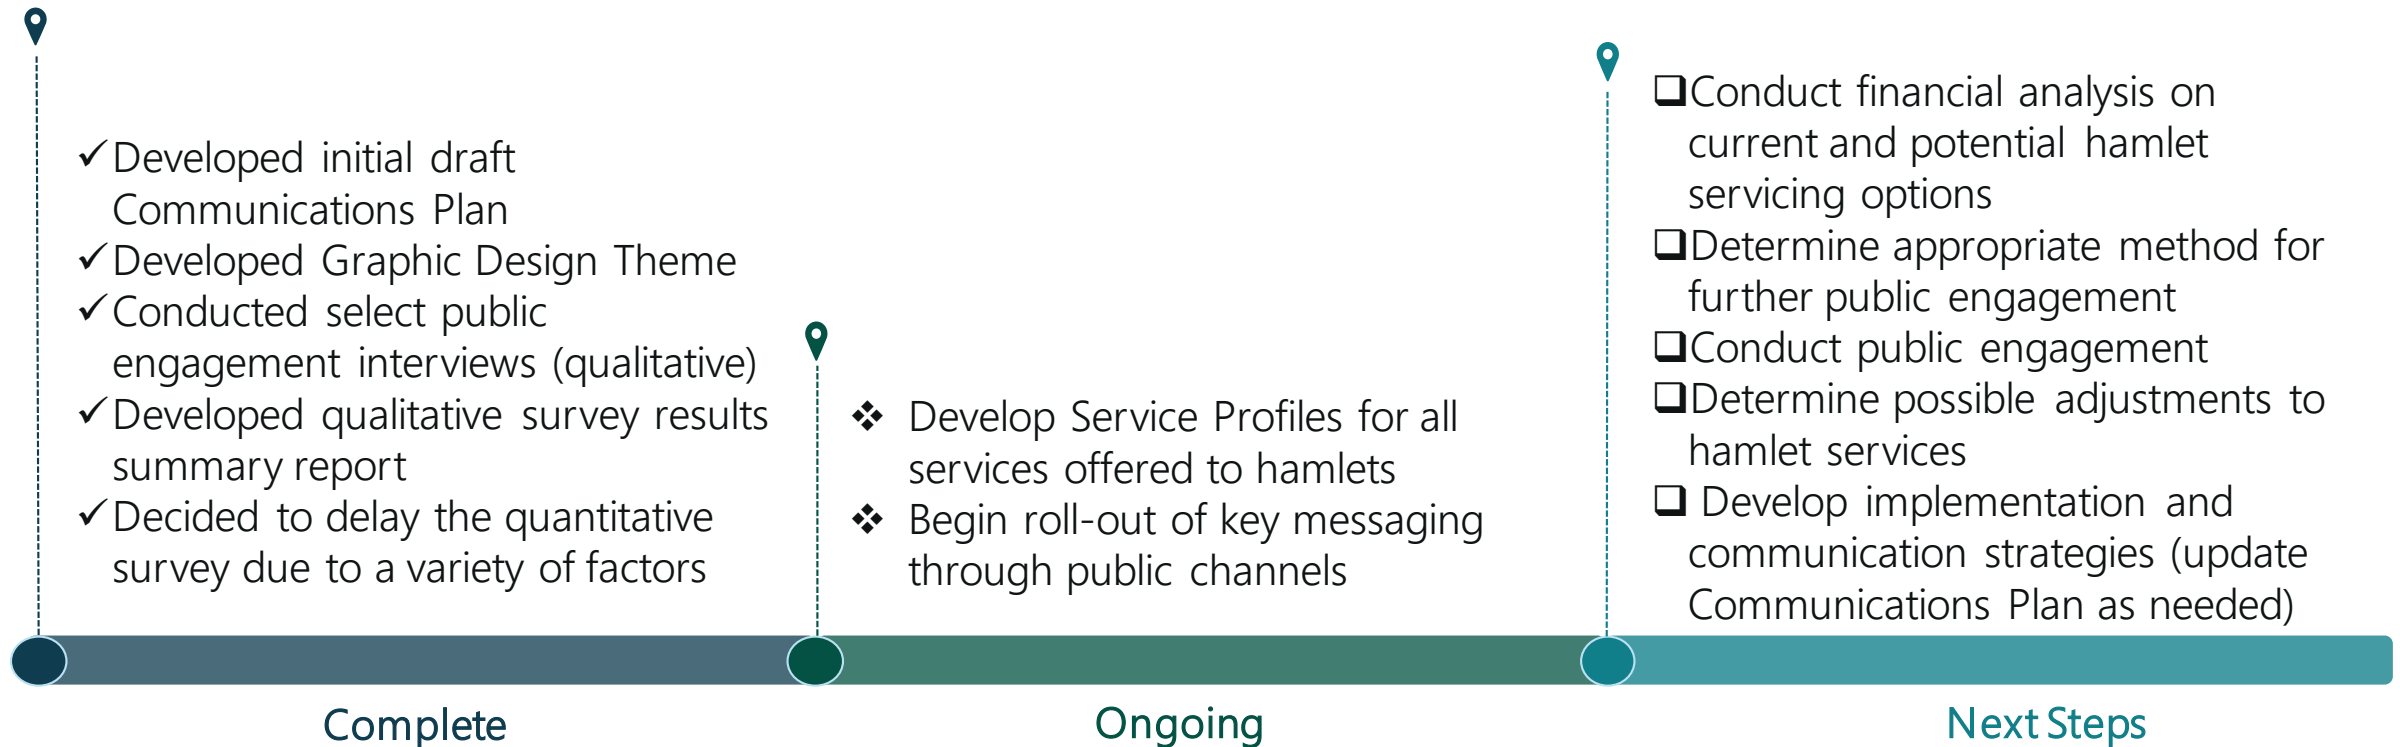 ✓Developed initial draft
Communications Plan
✓Developed Graphic Design Theme
✓Conducted select public
engagement interviews (qualitative)
✓Developed qualitative survey results
summary report
✓Decided to delay the quantitative
survey due to a variety of factors
❖ Develop Service Profiles for all
services offered to hamlets
❖ Begin roll-out of key messaging
through public channels
❑Conduct financial analysis on
current and potential hamlet
servicing options
❑Determine appropriate method for
further public engagement
❑Conduct public engagement
❑Determine possible adjustments to
hamlet services
❑ Develop implementation and
communication strategies (update
Communications Plan as needed)
Complete
Ongoing
Next Steps